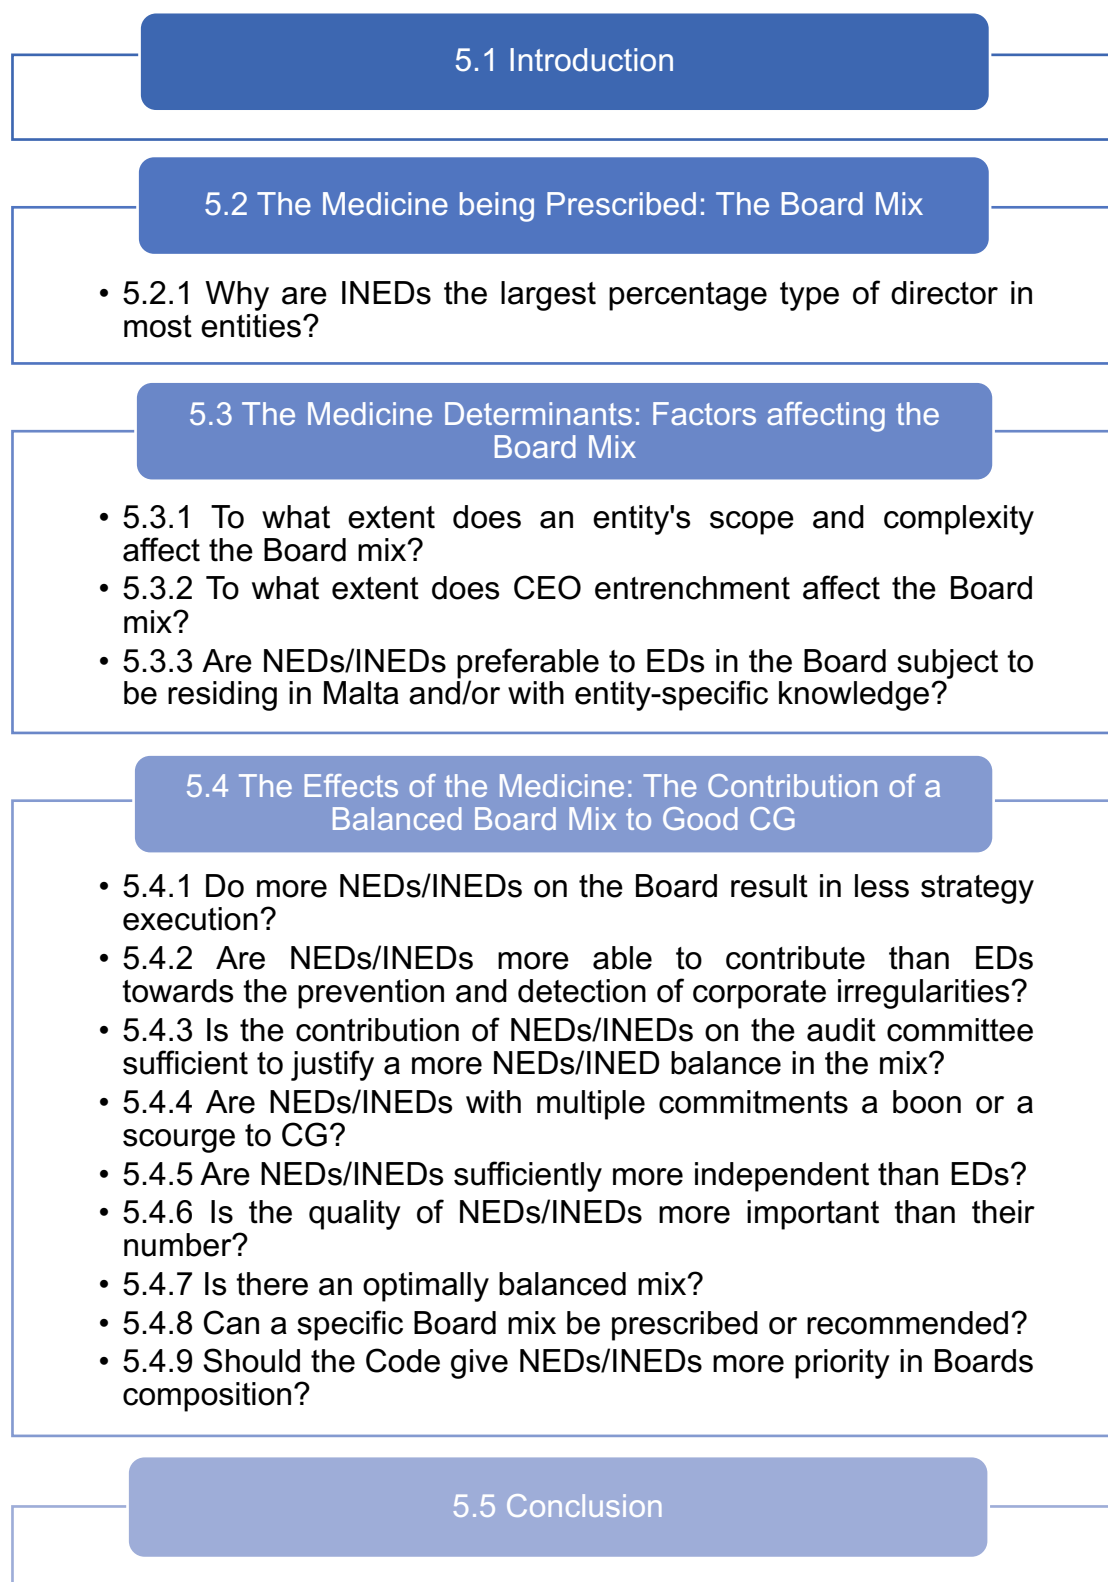 5.1 Introduction
5.2 The Medicine being Prescribed: The Board Mix
• 5.2.1 Why are INEDs the largest percentage type of director in
most entities?
5.3 The Medicine Determinants: Factors affecting the
Board Mix
• 5.3.1 To what extent does an entity's scope and complexity
affect the Board mix?
• 5.3.2 To what extent does CEO entrenchment affect the Board
mix?
• 5.3.3 Are NEDs/INEDs preferable to EDs in the Board subject to
be residing in Malta and/or with entity-specific knowledge?
5.4 The Effects of the Medicine: The Contribution of a
Balanced Board Mix to Good CG
• 5.4.1 Do more NEDs/INEDs on the Board result in less strategy
execution?
• 5.4.2 Are NEDs/INEDs more able to contribute than EDs
towards the prevention and detection of corporate irregularities?
• 5.4.3 Is the contribution of NEDs/INEDs on the audit committee
sufficient to justify a more NEDs/INED balance in the mix?
• 5.4.4 Are NEDs/INEDs with multiple commitments a boon or a
scourge to CG?
• 5.4.5 Are NEDs/INEDs sufficiently more independent than EDs?
• 5.4.6 Is the quality of NEDs/INEDs more important than their
number?
• 5.4.7 Is there an optimally balanced mix?
• 5.4.8 Can a specific Board mix be prescribed or recommended?
• 5.4.9 Should the Code give NEDs/INEDs more priority in Boards
composition?
5.5 Conclusion